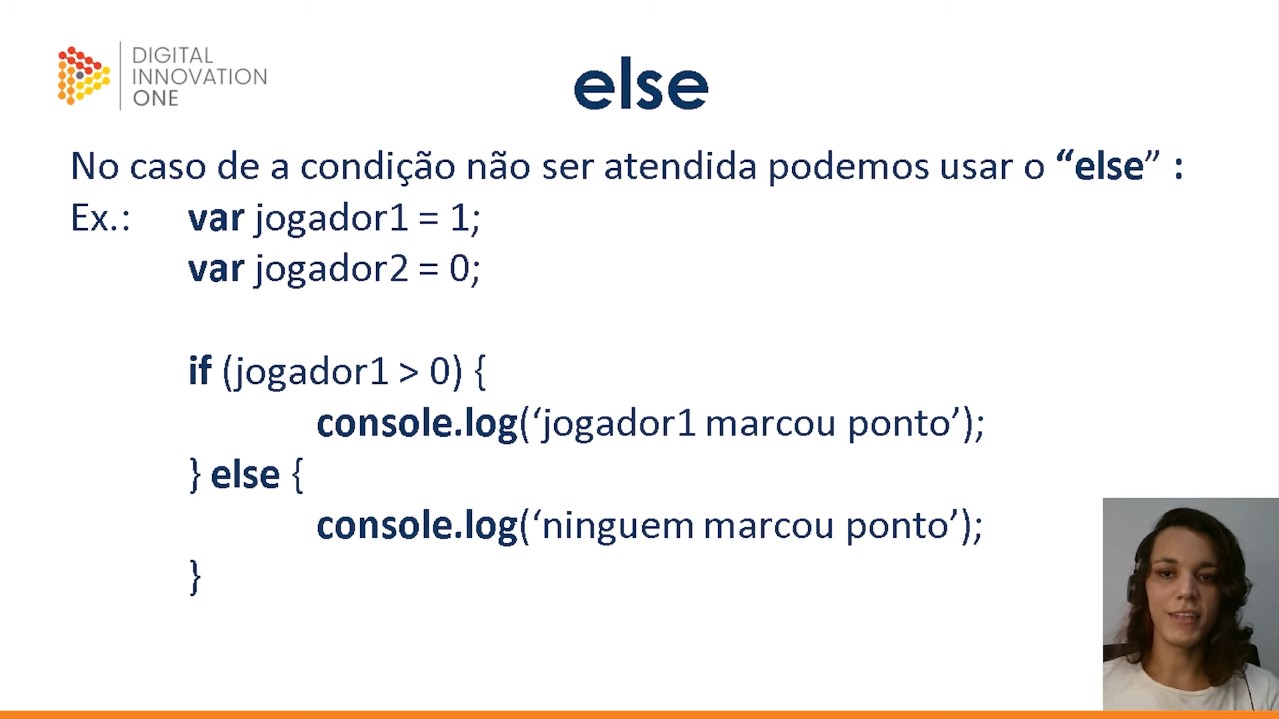 DIGITAL
INNOVATION
ONE
else
No caso de a condição não ser atendida podemos usar o “else” :
Ex.: var jogador1 = 1;
var jogador2 = 0;
if (jogador1 > 0) {
console.log(‘jogador1 marcou ponto’);
} else {
console.log(‘ninguem marcou ponto’);
}